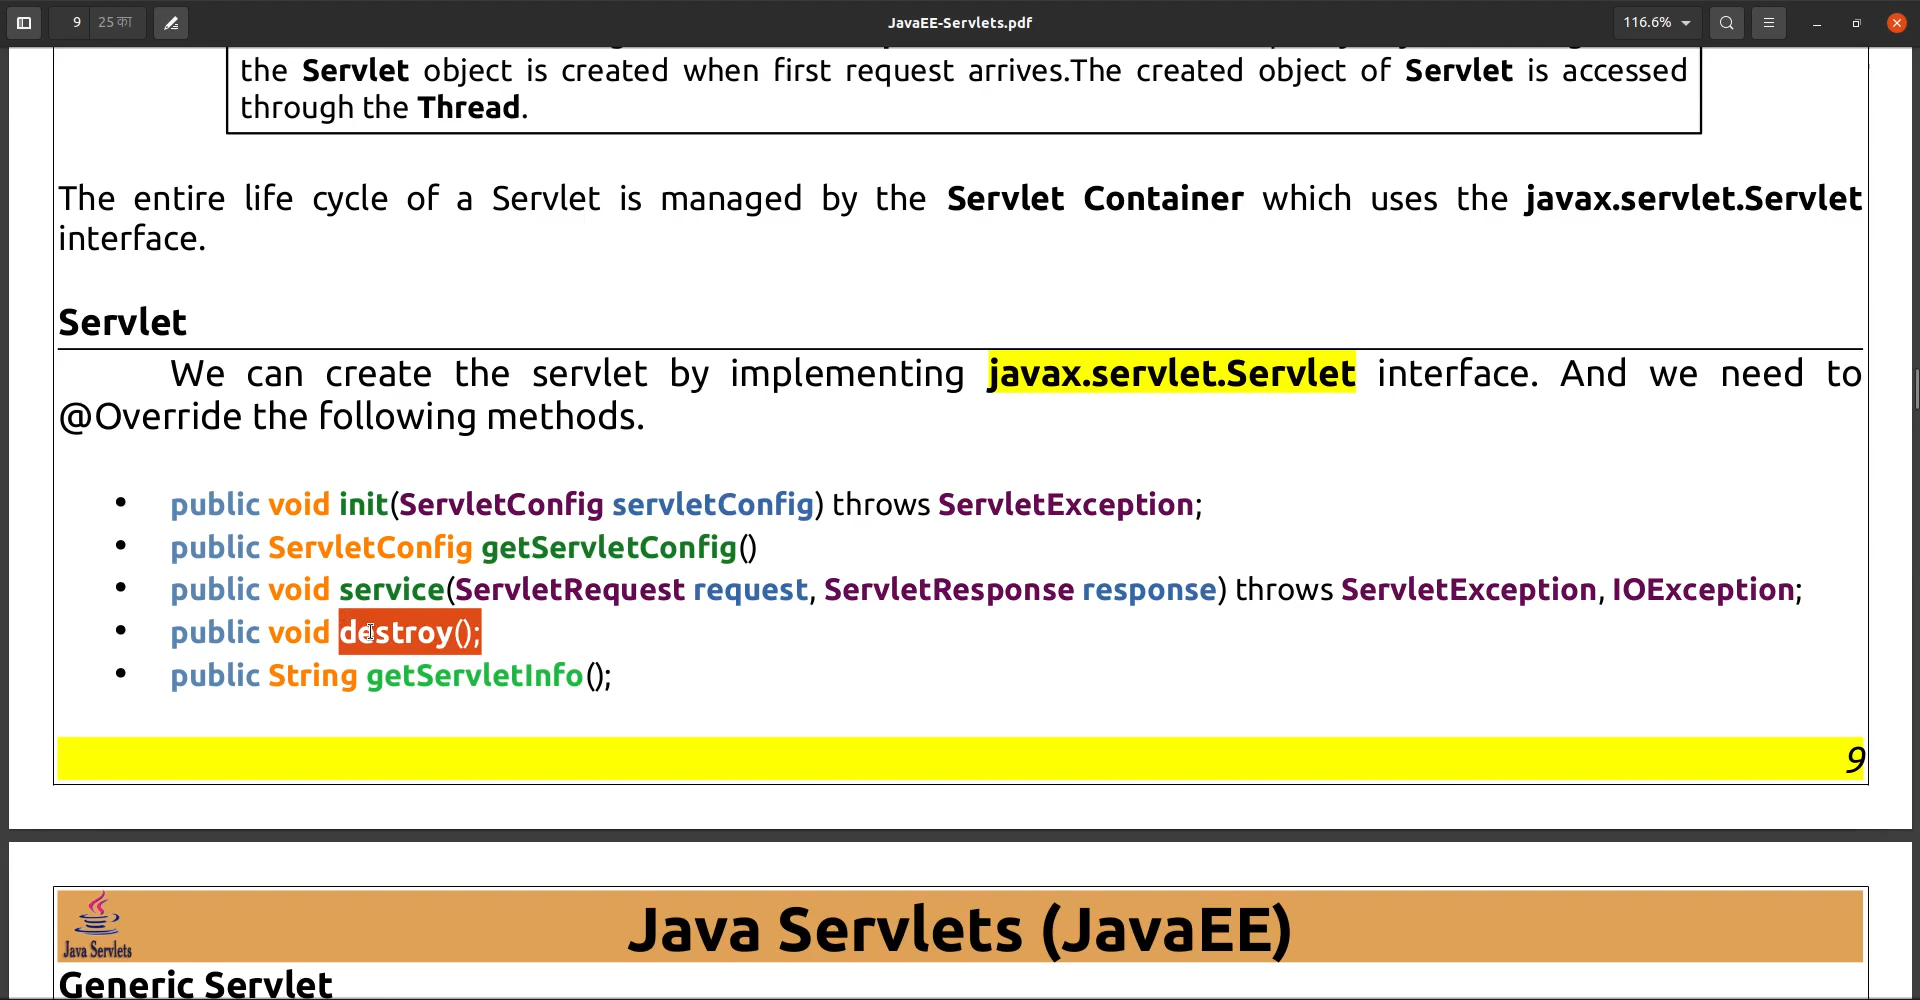 9 25 का JavaEE-Servlets.pdf 116.6%
the Servlet object is created when first request arrives.The created object of Servlet is accessed
through the Thread.
The entire life cycle of a Servlet is managed by the Servlet Container which uses the javax.servlet.Servlet
interface.
Servlet
We can create the servlet by implementing javax.servlet.Servlet interface. And we need to
@Override the following methods.
• public void init(ServletConfig servletConfig) throws ServletException;
• public ServletConfig getServletConfig()
• public void service(ServletRequest request, ServletResponse response) throws ServletException, IOException;
• public void destroy();
• public String getServletInfo();
9
Java Servlets
Java Servlets (JavaEE)
Generic Servlet